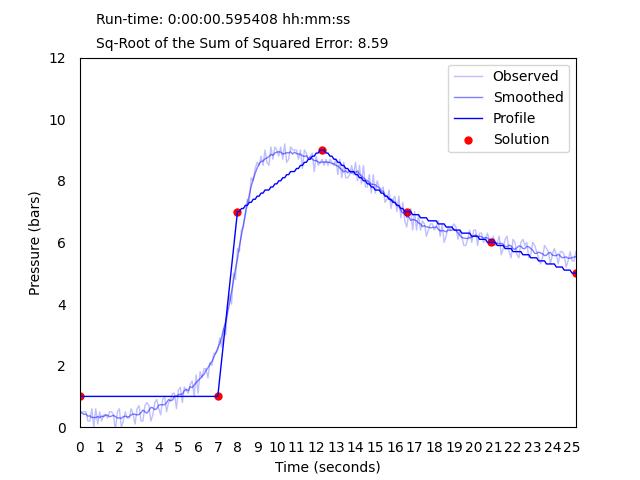 Run-time: 0:00:00.595408 hh:mm:ss
Sq-Root of the Sum of Squared Error: 8.59
12
10
8
6
4
2
0
Pressure (bars)
Observed
Smoothed
Profile
Solution
0 1 2 3 4 5 6 7 8 9 10 11 12 13 14 15 16 17 18 19 20 21 22 23 24 25
Time (seconds)